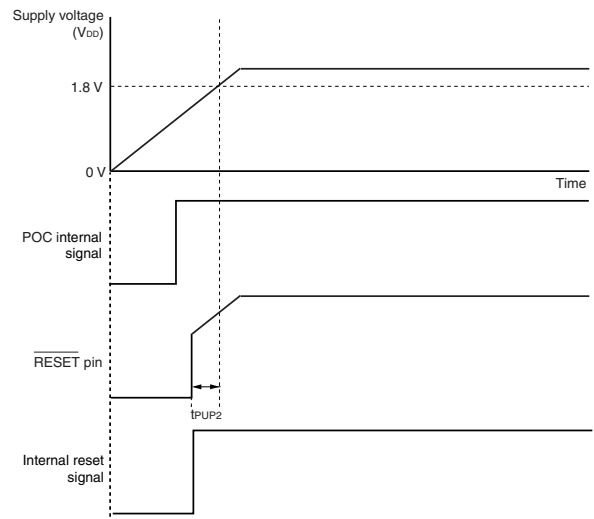 Supply voltage
(VDD)
1.8 V
0 V
Time
POC internal
signal
RESET pin
tPUP2
Internal reset
signal